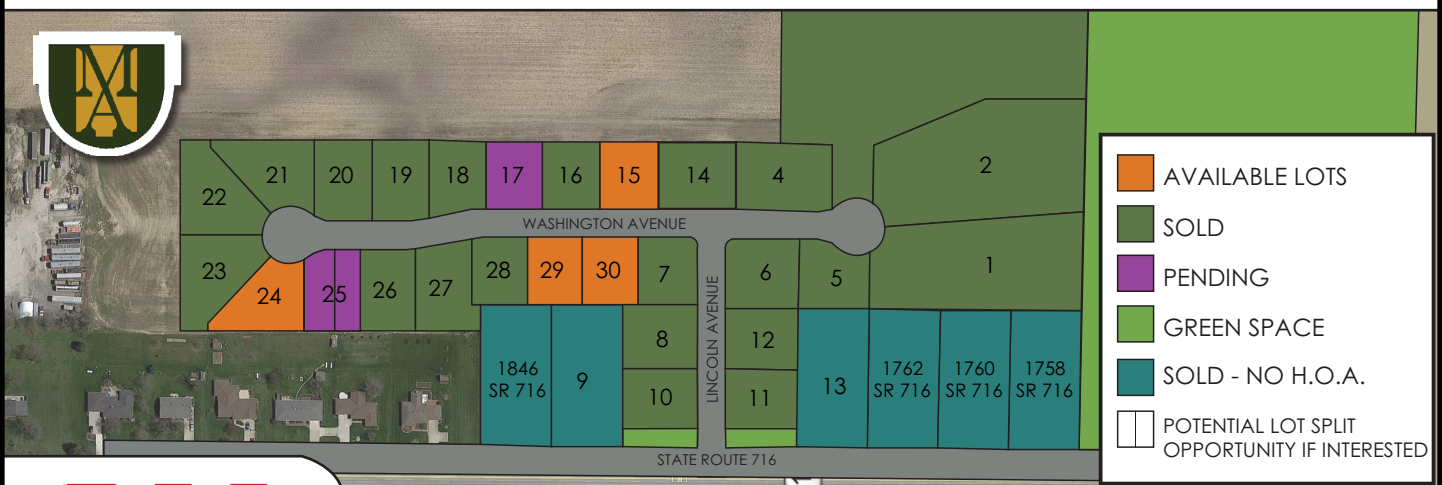 MA
2
21
20
19
18
17
16
15
14
4
22
WASHINGTON AVENUE
23
24
25
26
27
28
29
30
7
6
5
1
LINCOLN AVENUE
8
12
1846
SR 716
9
10
11
13
1762
SR 716
1760
SR 716
1758
SR 716
STATE ROUTE 716
AVAILABLE LOTS
SOLD
PENDING
GREEN SPACE
SOLD - NO H.O.A.
POTENTIAL LOT SPLIT
OPPORTUNITY IF INTERESTED